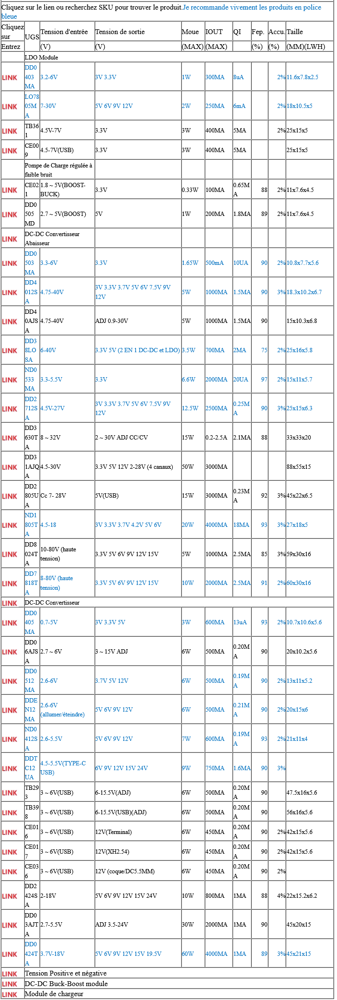 Cliquez sur le lien ou recherchez SKU pour trouver le produit.Je recommande vivement les produits en police
bleue
Cliquez sur UGS Tension d'entrée Tension de sortie Moue IOUT QI Fep. Accu. Taille
Entrez (V) (V) (MAX) (MAX) (%) (%) (MM)(LWH)
LDO Module
LINK DD0403MA 3.2-6V 3V 3.3V 1W 300MA 8uA 2% 11.6x7.8x2.5
LINK LO7805MA 7-30V 5V 6V 9V 12V 2W 250MA 6mA 2% 18x10.5x5
LINK TB361 4.5V-7V 3.3V 3W 400MA 5MA 2% 25x15x5
LINK CE009 4.5-7V(USB) 3.3V 3W 400MA 5MA 25x15x5
Pompe de Charge régulée à
faible bruit
LINK CE021 1.8 ~ 5V(BOOST-BUCK) 3.3V 0.33W 100MA 0.65MA 88 2% 11x7.6x4.5
LINK DD0505MD 2.7 ~ 5V(BOOST) 5V 1W 200MA 1.8MA 89 2% 11x7.6x4.5
LINK DC-DC Convertisseur
Abaisseur
LINK DD0503MA 3.3-6V 3.3V 1.65W 500mA 10UA 90 2% 10.8x7.7x5.6
LINK DD4012SA 4.75-40V 3V 3.3V 3.7V 5V 6V 7.5V 9V 12V 5W 1000MA 1.5MA 90 3% 18.3x10.2x6.7
LINK DD40AJSA 4.75-40V ADJ 0.9-30V 5W 1000MA 1.5MA 90 15x10.3x6.8
LINK DD38LOSA 6-40V 3.3V 5V (2 EN 1 DC-DC et LDO) 3.5W 700MA 2MA 75 2% 25x16x5.8
LINK ND0533MA 3.3-5.5V 3.3V 6.6W 2000MA 20UA 97 2% 15x11x5.7
LINK DD2712SA 4.5V-27V 3V 3.3V 3.7V 5V 6V 7.5V 9V 12V 12.5W 2500MA 0.25MA 90 3% 25x15x6.3
LINK DD3630TA 8 ~ 32V 2 ~ 30V ADJ CC/CV 15W 0.2-2.5A 2.1MA 88 33x33x20
LINK DD31AJQA 4.5-30V 3.3V 5V 12V 2-28V (4 canaux) 50W 3000MA 88x55x15
LINK DD2805UA Cc 7- 28V 5V(USB) 15W 3000MA 0.23MA 92 3% 45x22x6.5
LINK ND1805TA 4.5-18 3V 3.3V 3.7V 4.2V 5V 6V 20W 4000MA 18MA 93 3% 27x18x5
LINK DD8024TA 10-80V (haute tension) 3.3V 5V 6V 9V 12V 15V 5W 1000MA 2.5MA 85 3% 59x30x16
LINK DD7818TA 8-80V (haute tension) 3.3V 5V 6V 9V 12V 15V 10W 2000MA 2.5MA 91 2% 60x30x16
LINK DC-DC Convertisseur
LINK DD0405MA 0.7-5V 3V 3.3V 5V 3W 600MA 13uA 93 2% 10.7x10.6x5.6
LINK DD06AJSA 2.7 ~ 6V 3 ~ 15V ADJ 6W 500MA 0.20MA 90 20x10.2x5.6
LINK DD0512MA 2.6-6V 3.7V 5V 12V 6W 500MA 0.19MA 90 2% 13x11x5.2
LINK DDEN12MA 2.6-6V (allumer/éteindre) 5V 6V 9V 12V 6W 500MA 0.21MA 90 2% 20x15x6
LINK ND0412SA 2.6-5.5V 5V 6V 9V 12V 7W 600MA 0.19MA 93 2% 21x11x4
LINK DDTC12UA 4.5-5.5V(TYPE-C USB) 6V 9V 12V 15V 24V 9W 750MA 1.6MA 90 3%
LINK TB293 3 ~ 6V(USB) 6-15.5V(ADJ) 6W 500MA 0.20MA 90 47.5x16x5.6
LINK TB398 3 ~ 6V(USB) 6-15.5V(USB)(ADJ) 6W 500MA 0.20MA 90 56x16x5.6
LINK CE016 3 ~ 6V(USB) 12V(Terminal) 6W 450MA 0.20MA 90 2% 42x15x5.6
LINK CE017 3 ~ 6V(USB) 12V(XH2.54) 6W 450MA 0.20MA 90 2% 42x15x5.6
LINK CE036 3 ~ 6V(USB) 12V (coque/DC5.5MM) 6W 450MA 0.20MA 90 2%
LINK DD2424SA 2-18V 5V 6V 9V 12V 15V 24V 10W 800MA 1MA 88 4% 22x15.2x6.2
LINK DD03AJTA 2.7-5.5V ADJ 3.5-24V 30W 2000MA 1MA 90 45x20x15
LINK DD0424TA 3.7V-18V 5V 6V 9V 12V 15V 19.5V 60W 4000MA 1MA 89 3% 45x21x15
LINK Tension Positive et négative
LINK DC-DC Buck-Boost module
LINK Module de chargeur